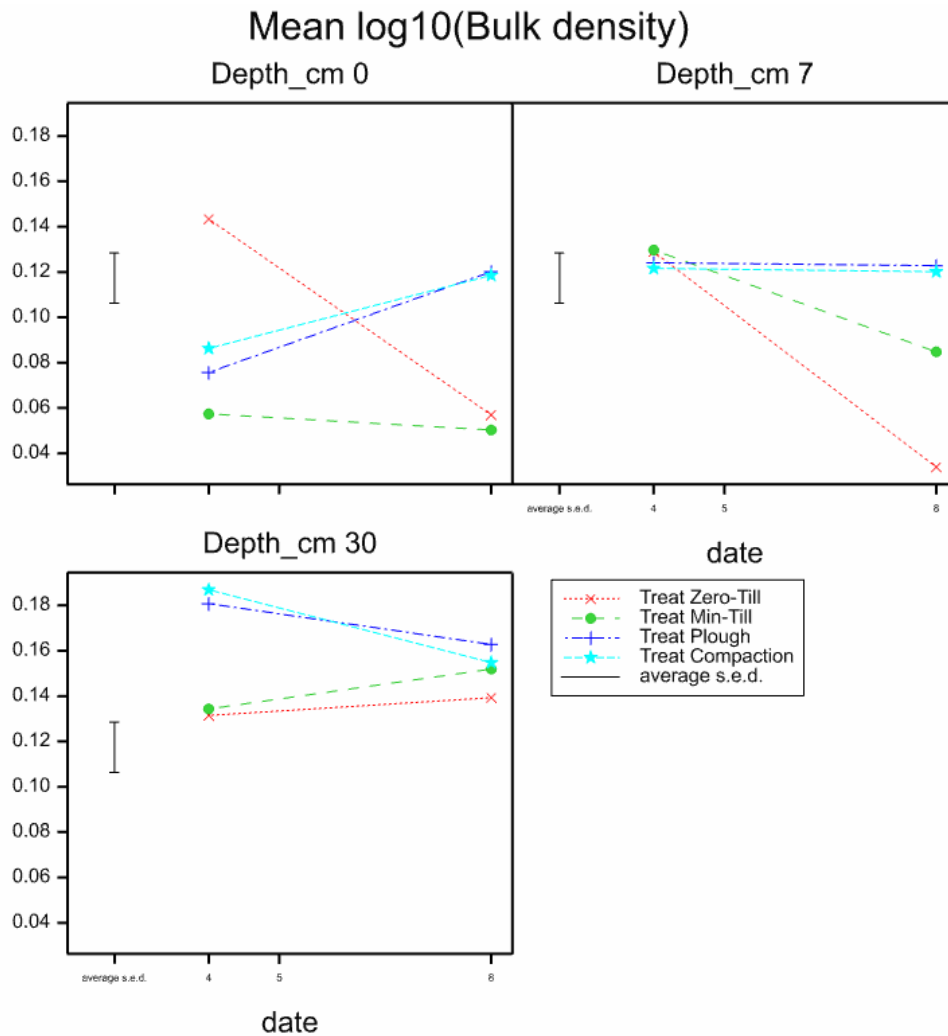 Mean log10(Bulk density)
Depth_cm 0
Depth_cm 7
0.18
0.16
0.14
0.12
0.10
0.08
0.06
0.04
average s.e.d.
4
5
8
date
Depth_cm 30
0.18
0.16
0.14
0.12
0.10
0.08
0.06
0.04
average s.e.d.
4
5
8
date
Treat Zero-Till
Treat Min-Till
Treat Plough
Treat Compaction
average s.e.d.